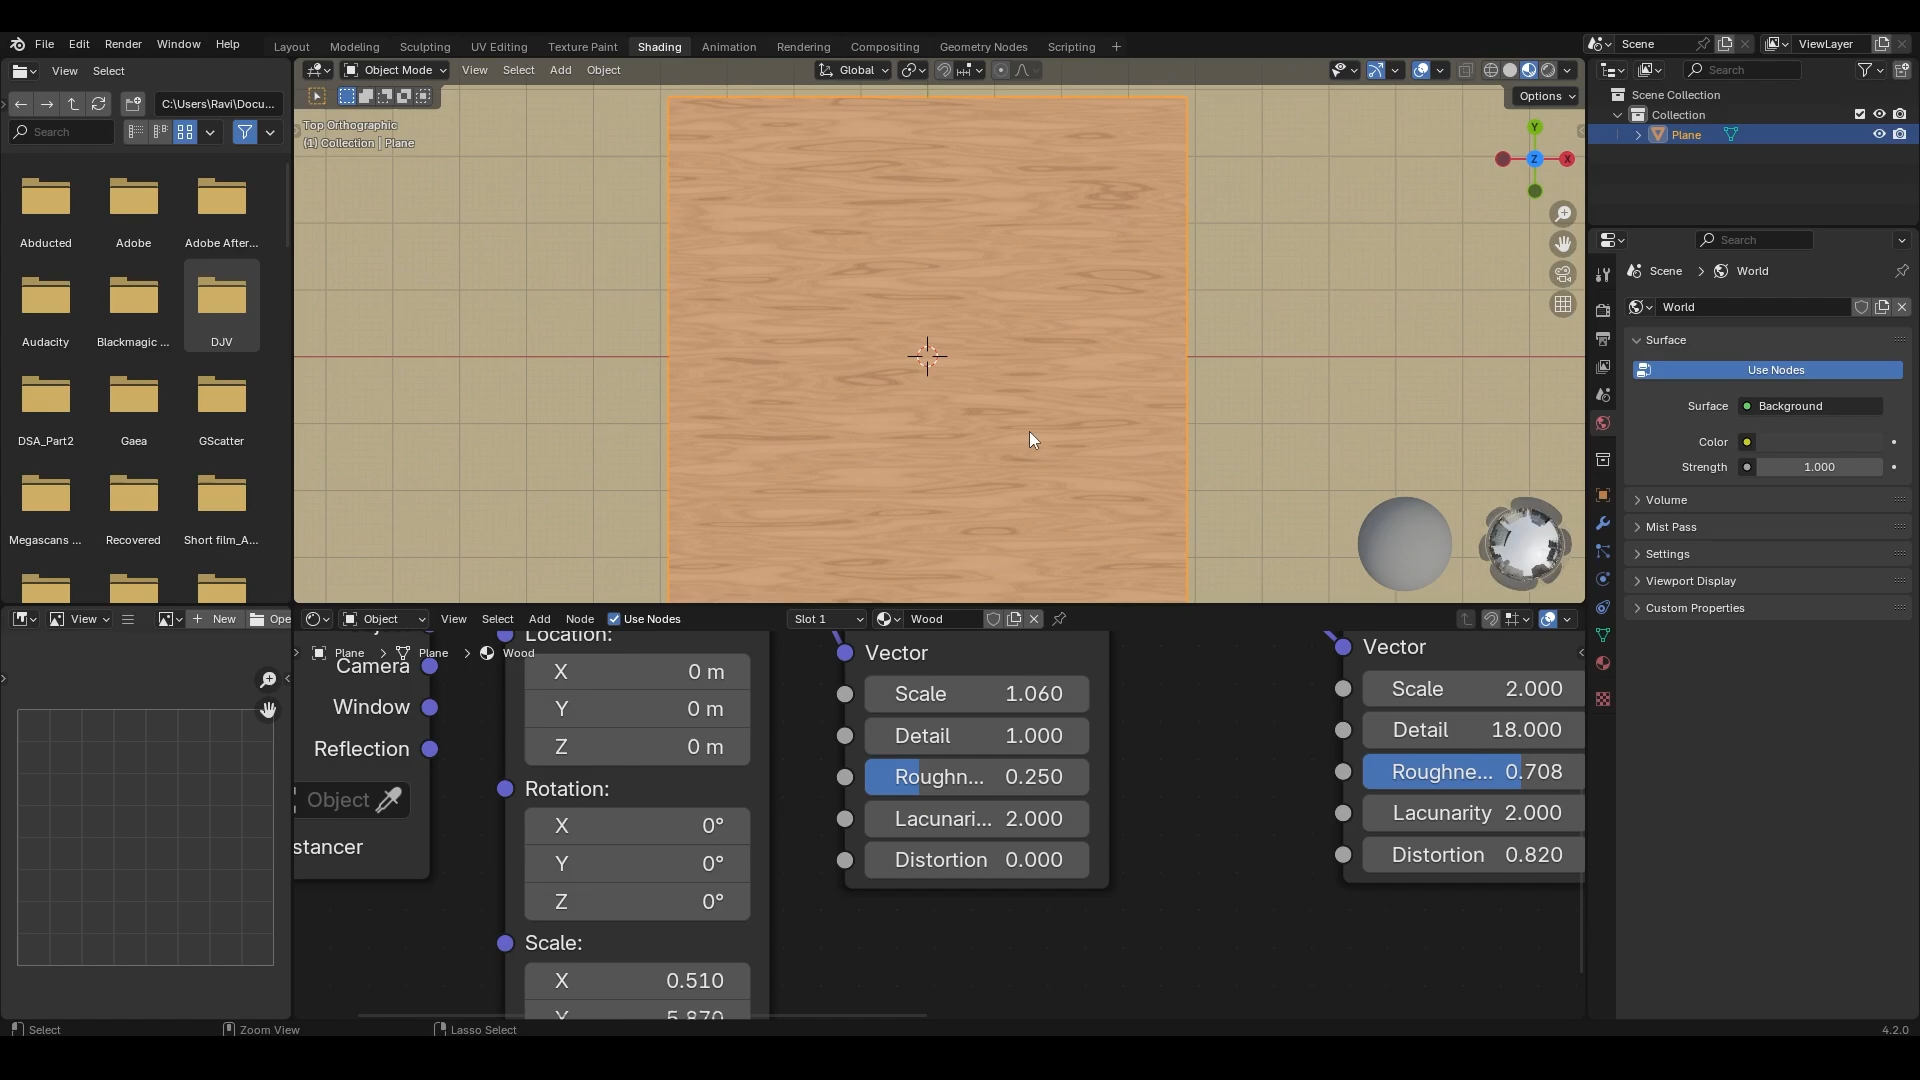 File Edit Render Window Help Layout Modeling Sculpting UV Editing Texture Paint Shading Animation Rendering Compositing Geometry Nodes Scripting + Scene ViewLayer
View Select
Object Mode View Select Add Object Global
Search
C:\Users\Ravi\Docu...
Options
Scene Collection
Collection
Plane
Search
Top Orthographic
(1) Collection | Plane
Y
Z X
Abducted Adobe Adobe After...
Audacity Blackmagic ... DJV
DSA_Part2 Gaea GScatter
Megascans ... Recovered Short film_A...
Search
Scene > World
World
Surface
Use Nodes
Surface Background
Color
Strength 1.000
Volume
Mist Pass
Settings
Viewport Display
Custom Properties
View + New Ope
Object View Select Add Node Use Nodes Slot 1 Wood
Plane > Plane > Wood
Camera
Window
Reflection
Object
stancer
Location:
X 0 m
Y 0 m
Z 0 m
Rotation:
X 0°
Y 0°
Z 0°
Scale:
X 0.510
Y 5.870
Vector
Scale 1.060
Detail 1.000
Roughn... 0.250
Lacunari... 2.000
Distortion 0.000
Vector
Scale 2.000
Detail 18.000
Roughne... 0.708
Lacunarity 2.000
Distortion 0.820
Select Zoom View Lasso Select 4.2.0